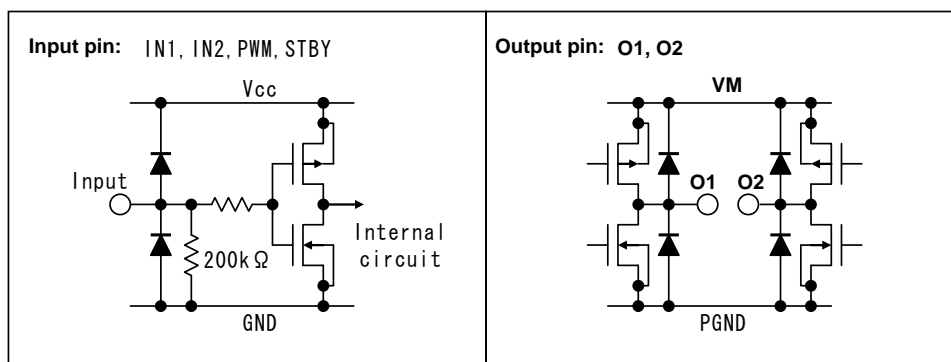 Input pin: IN1, IN2, PWM, STBY
Vcc
Input
200kΩ
Internal
circuit
GND
Output pin: O1, O2
VM
O1 O2
PGND